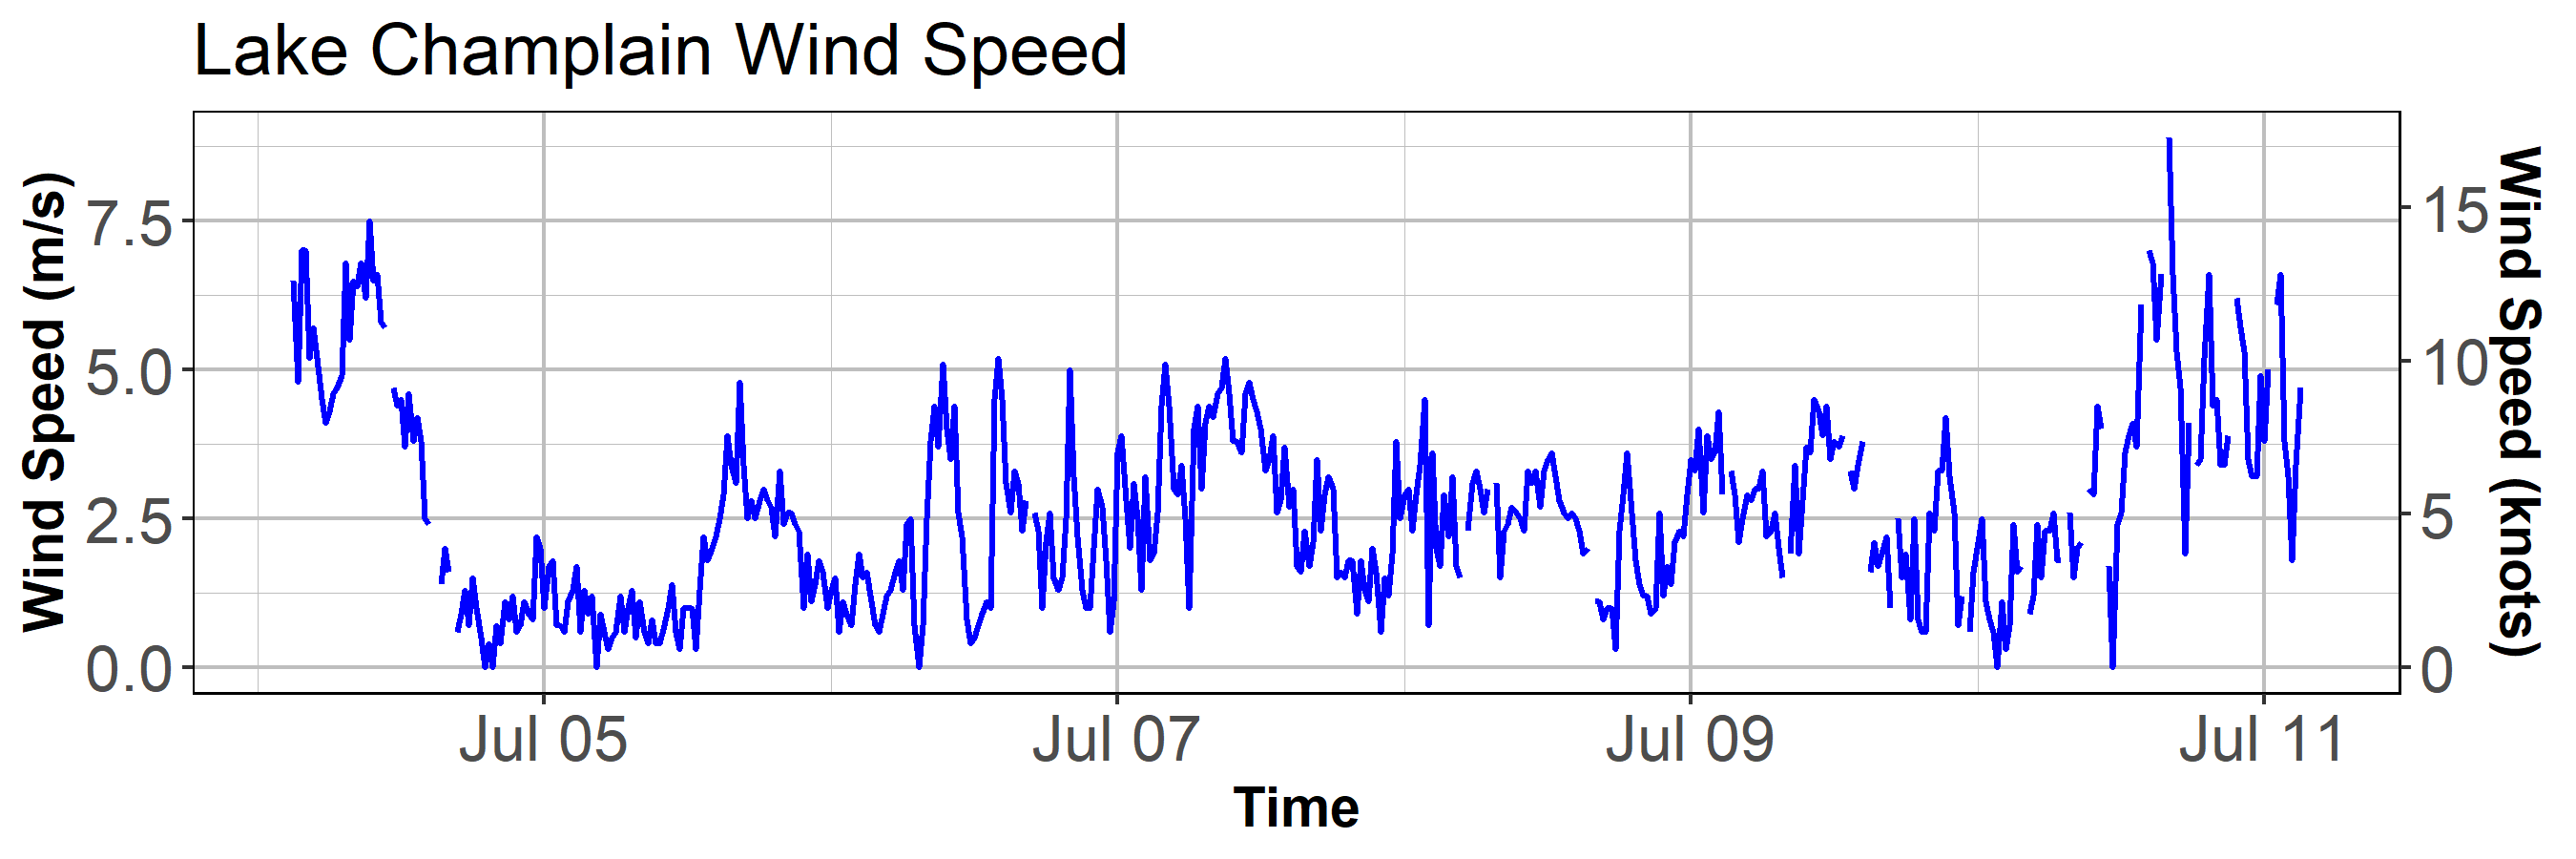 Lake Champlain Wind Speed
Wind Speed (m/s)
7.5
5.0
2.5
0.0
15
10
5
0
Wind Speed (knots)
Jul 05
Jul 07
Jul 09
Jul 11
Time